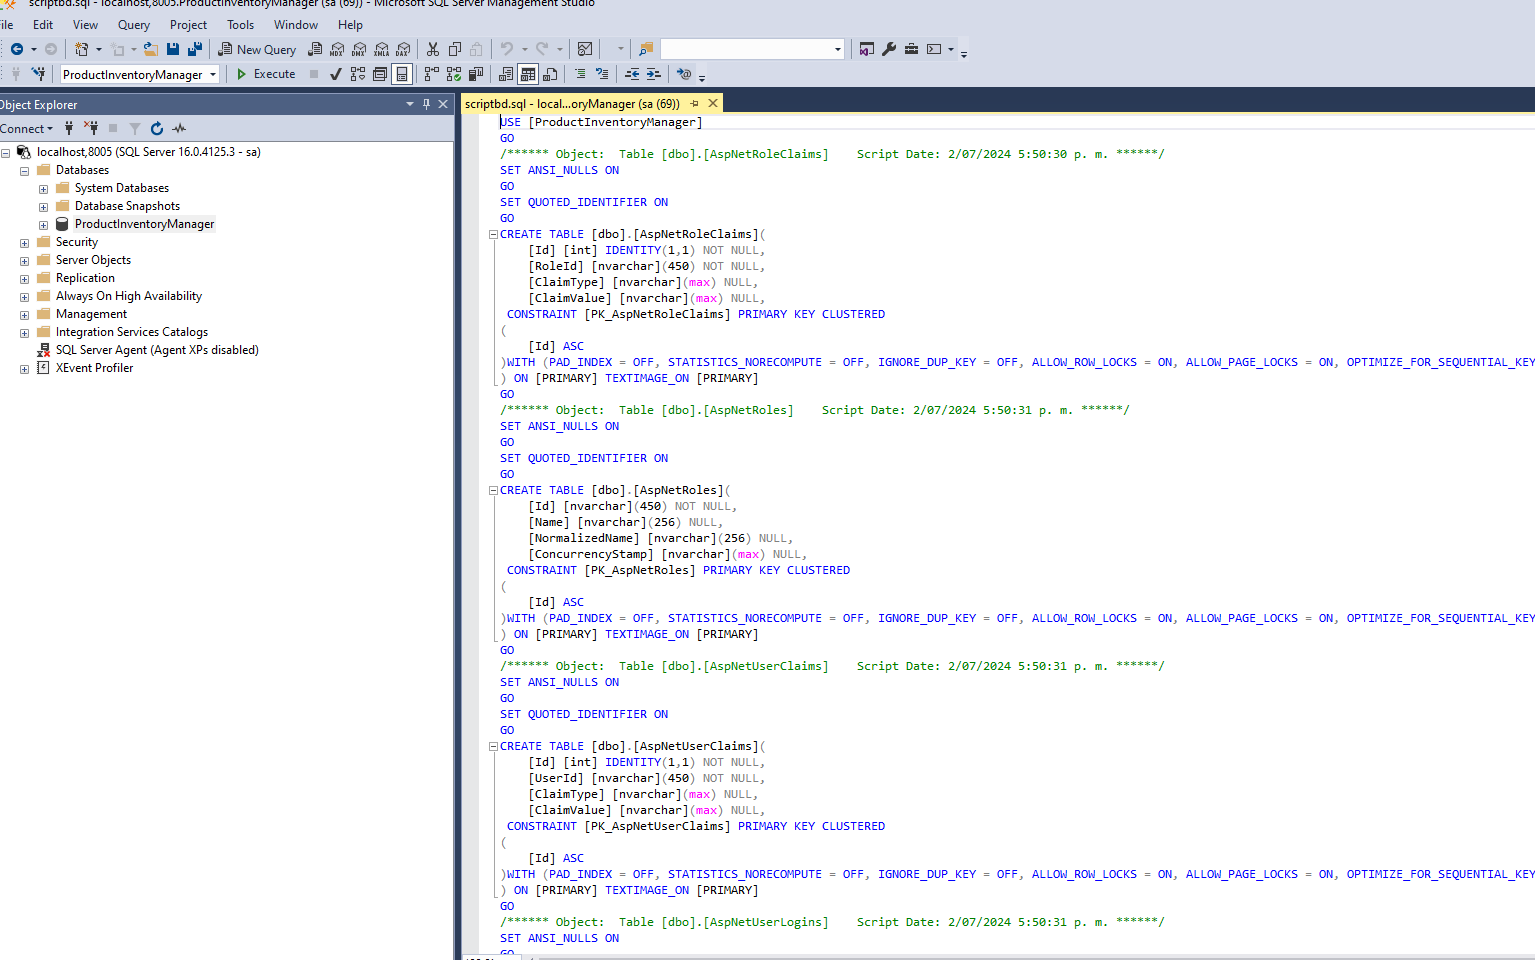 scriptbd.sql - localhost,8005.ProductInventoryManager (sa (69)) - Microsoft SQL Server Management Studio
File Edit View Query Project Tools Window Help
New Query MDX DMX XMLA DAX
ProductInventoryManager Execute
Object Explorer
Connect
localhost,8005 (SQL Server 16.0.4125.3 - sa)
Databases
System Databases
Database Snapshots
ProductInventoryManager
Security
Server Objects
Replication
Always On High Availability
Management
Integration Services Catalogs
SQL Server Agent (Agent XPs disabled)
XEvent Profiler
scriptbd.sql - local...oryManager (sa (69))
USE [ProductInventoryManager]
GO
/****** Object:  Table [dbo].[AspNetRoleClaims]    Script Date: 2/07/2024 5:50:30 p. m. ******/
SET ANSI_NULLS ON
GO
SET QUOTED_IDENTIFIER ON
GO
CREATE TABLE [dbo].[AspNetRoleClaims](
[Id] [int] IDENTITY(1,1) NOT NULL,
[RoleId] [nvarchar](450) NOT NULL,
[ClaimType] [nvarchar](max) NULL,
[ClaimValue] [nvarchar](max) NULL,
CONSTRAINT [PK_AspNetRoleClaims] PRIMARY KEY CLUSTERED
(
[Id] ASC
)WITH (PAD_INDEX = OFF, STATISTICS_NORECOMPUTE = OFF, IGNORE_DUP_KEY = OFF, ALLOW_ROW_LOCKS = ON, ALLOW_PAGE_LOCKS = ON, OPTIMIZE_FOR_SEQUENTIAL_KEY
) ON [PRIMARY] TEXTIMAGE_ON [PRIMARY]
GO
/****** Object:  Table [dbo].[AspNetRoles]    Script Date: 2/07/2024 5:50:31 p. m. ******/
SET ANSI_NULLS ON
GO
SET QUOTED_IDENTIFIER ON
GO
CREATE TABLE [dbo].[AspNetRoles](
[Id] [nvarchar](450) NOT NULL,
[Name] [nvarchar](256) NULL,
[NormalizedName] [nvarchar](256) NULL,
[ConcurrencyStamp] [nvarchar](max) NULL,
CONSTRAINT [PK_AspNetRoles] PRIMARY KEY CLUSTERED
(
[Id] ASC
)WITH (PAD_INDEX = OFF, STATISTICS_NORECOMPUTE = OFF, IGNORE_DUP_KEY = OFF, ALLOW_ROW_LOCKS = ON, ALLOW_PAGE_LOCKS = ON, OPTIMIZE_FOR_SEQUENTIAL_KEY
) ON [PRIMARY] TEXTIMAGE_ON [PRIMARY]
GO
/****** Object:  Table [dbo].[AspNetUserClaims]    Script Date: 2/07/2024 5:50:31 p. m. ******/
SET ANSI_NULLS ON
GO
SET QUOTED_IDENTIFIER ON
GO
CREATE TABLE [dbo].[AspNetUserClaims](
[Id] [int] IDENTITY(1,1) NOT NULL,
[UserId] [nvarchar](450) NOT NULL,
[ClaimType] [nvarchar](max) NULL,
[ClaimValue] [nvarchar](max) NULL,
CONSTRAINT [PK_AspNetUserClaims] PRIMARY KEY CLUSTERED
(
[Id] ASC
)WITH (PAD_INDEX = OFF, STATISTICS_NORECOMPUTE = OFF, IGNORE_DUP_KEY = OFF, ALLOW_ROW_LOCKS = ON, ALLOW_PAGE_LOCKS = ON, OPTIMIZE_FOR_SEQUENTIAL_KEY
) ON [PRIMARY] TEXTIMAGE_ON [PRIMARY]
GO
/****** Object:  Table [dbo].[AspNetUserLogins]    Script Date: 2/07/2024 5:50:31 p. m. ******/
SET ANSI_NULLS ON
GO